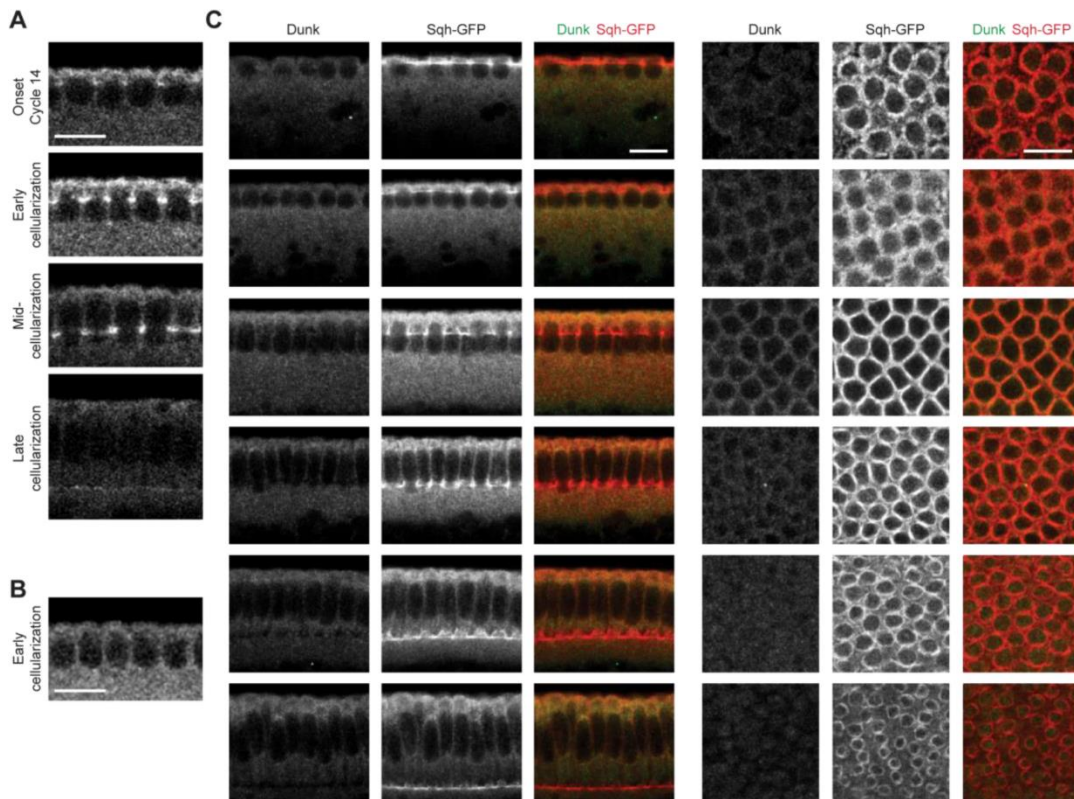 A
C
Dunk
Sqh-GFP
Dunk Sqh-GFP
Dunk
Sqh-GFP
Dunk Sqh-GFP
Onset
Cycle 14
Early
cellularization
Mid-
cellularization
Late
cellularization
B
Early
cellularization